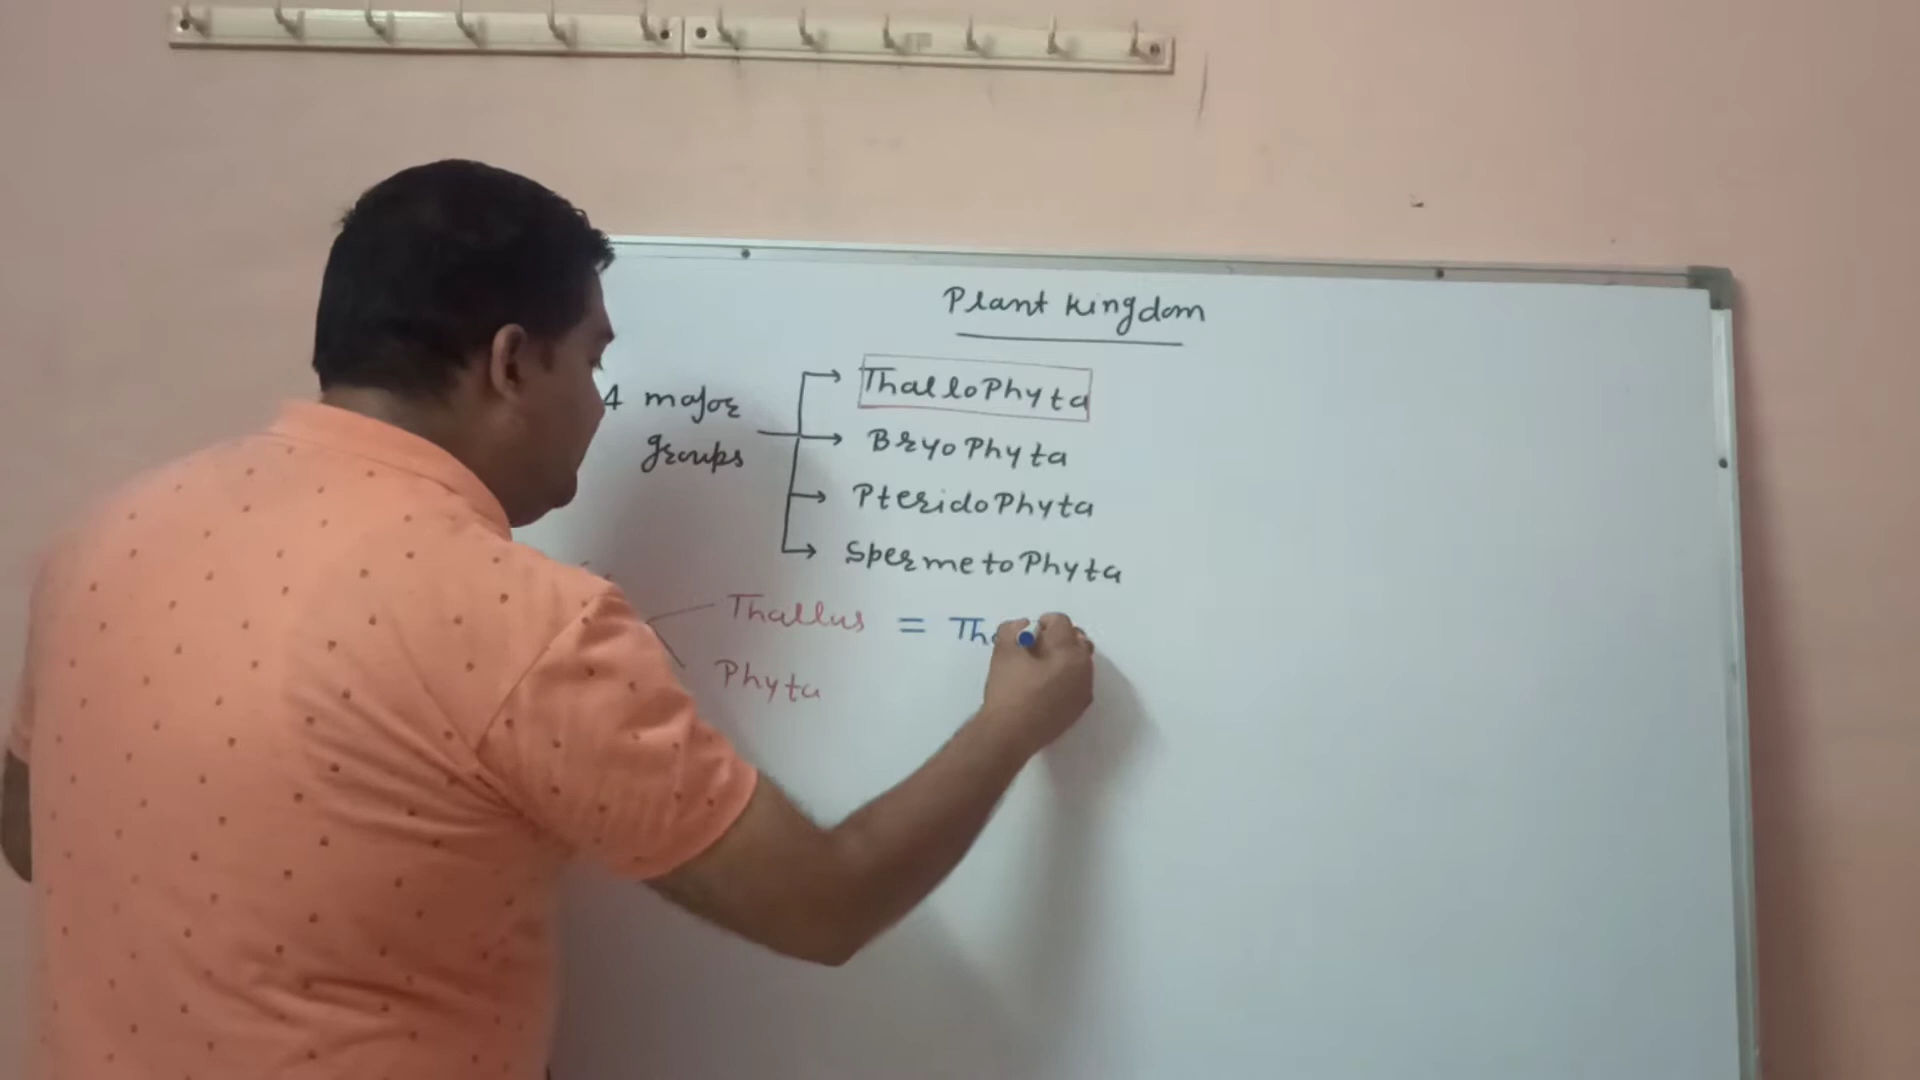 Plant kingdom
4 major groups
ThalloPhyta
BryoPhyta
PteridoPhyta
SpermetoPhyta
Thallus =
Phyta